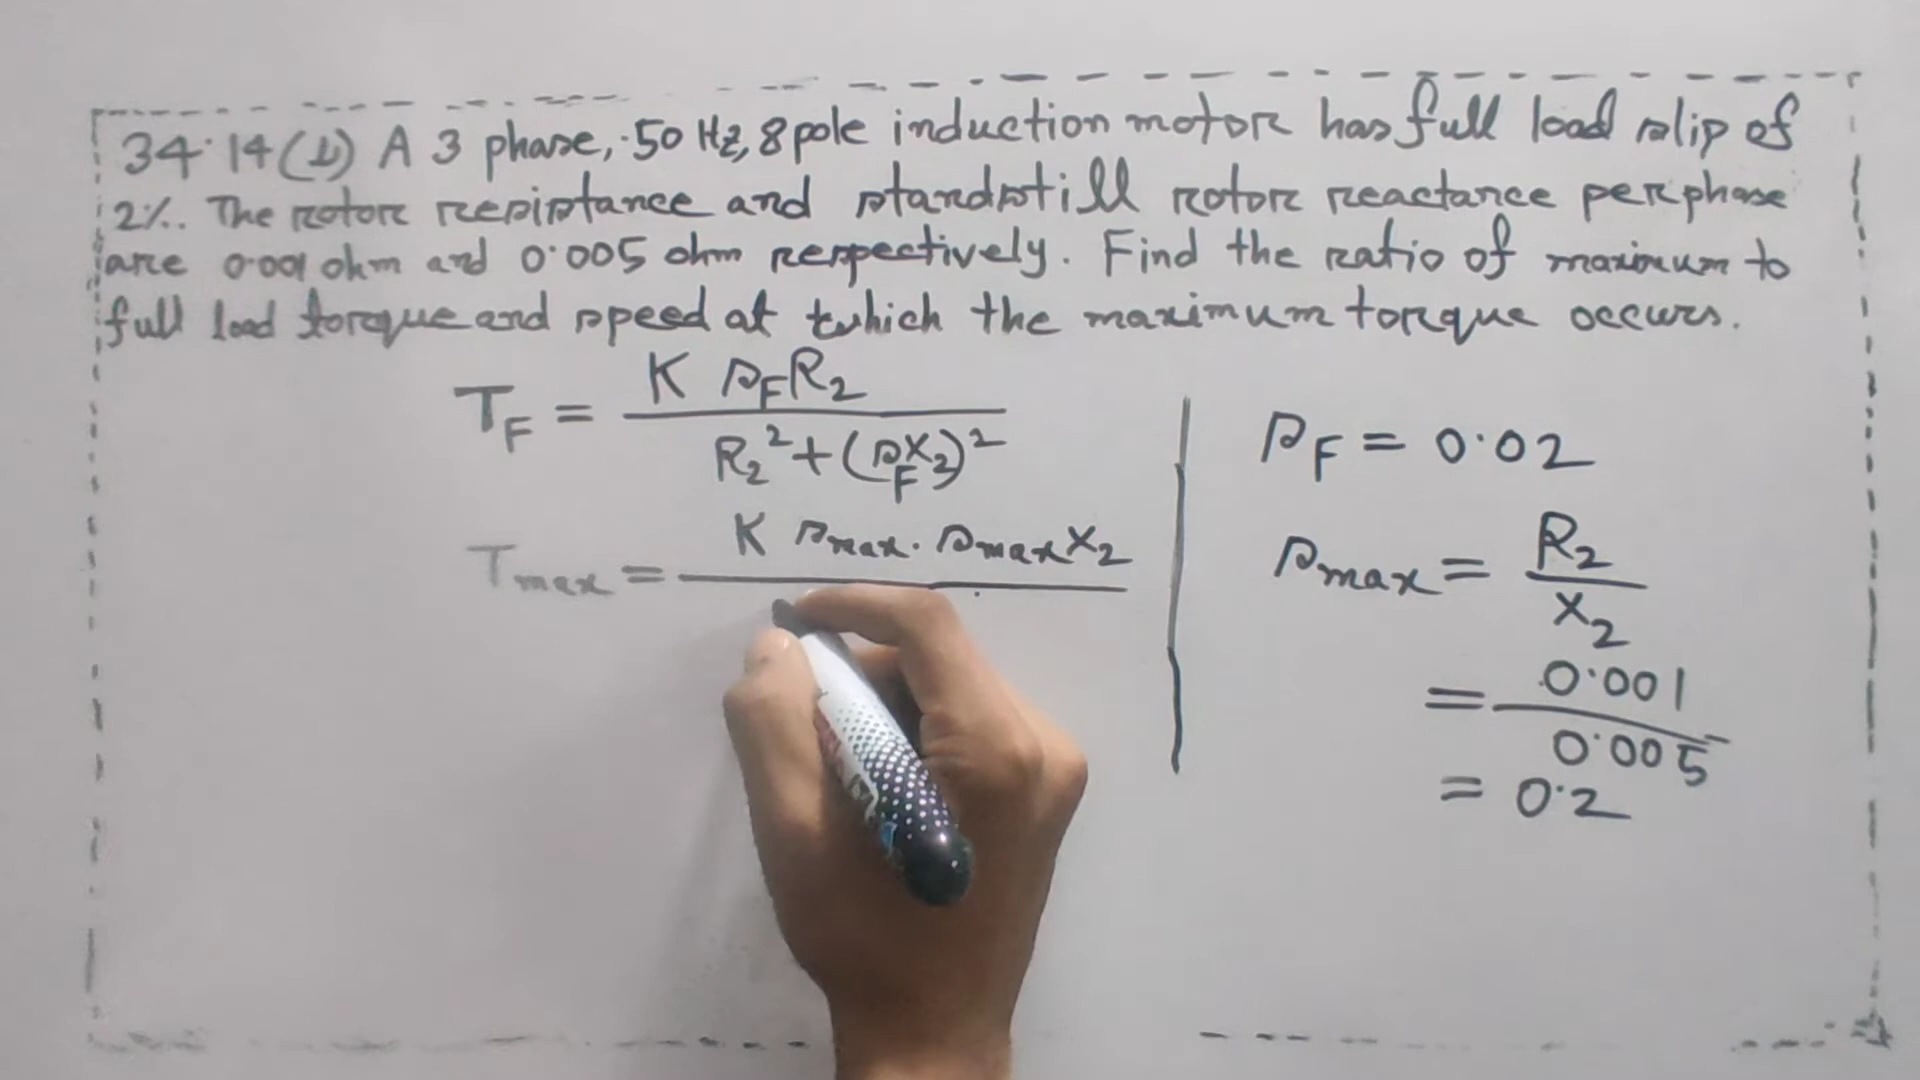 34.14(b) A 3 phase, 50 Hz, 8 pole induction motor has full load slip of
2%. The rotor resistance and standstill rotor reactance per phase
are 0.001 ohm and 0.005 ohm respectively. Find the ratio of maximum to
full load torque and speed at which the maximum torque occurs.
T_F = K s_F R_2 / R_2² + (s_F X_2)²
T_max = K s_max . s_max X_2 /
s_F = 0.02
s_max = R_2 / X_2
= 0.001 / 0.005
= 0.2